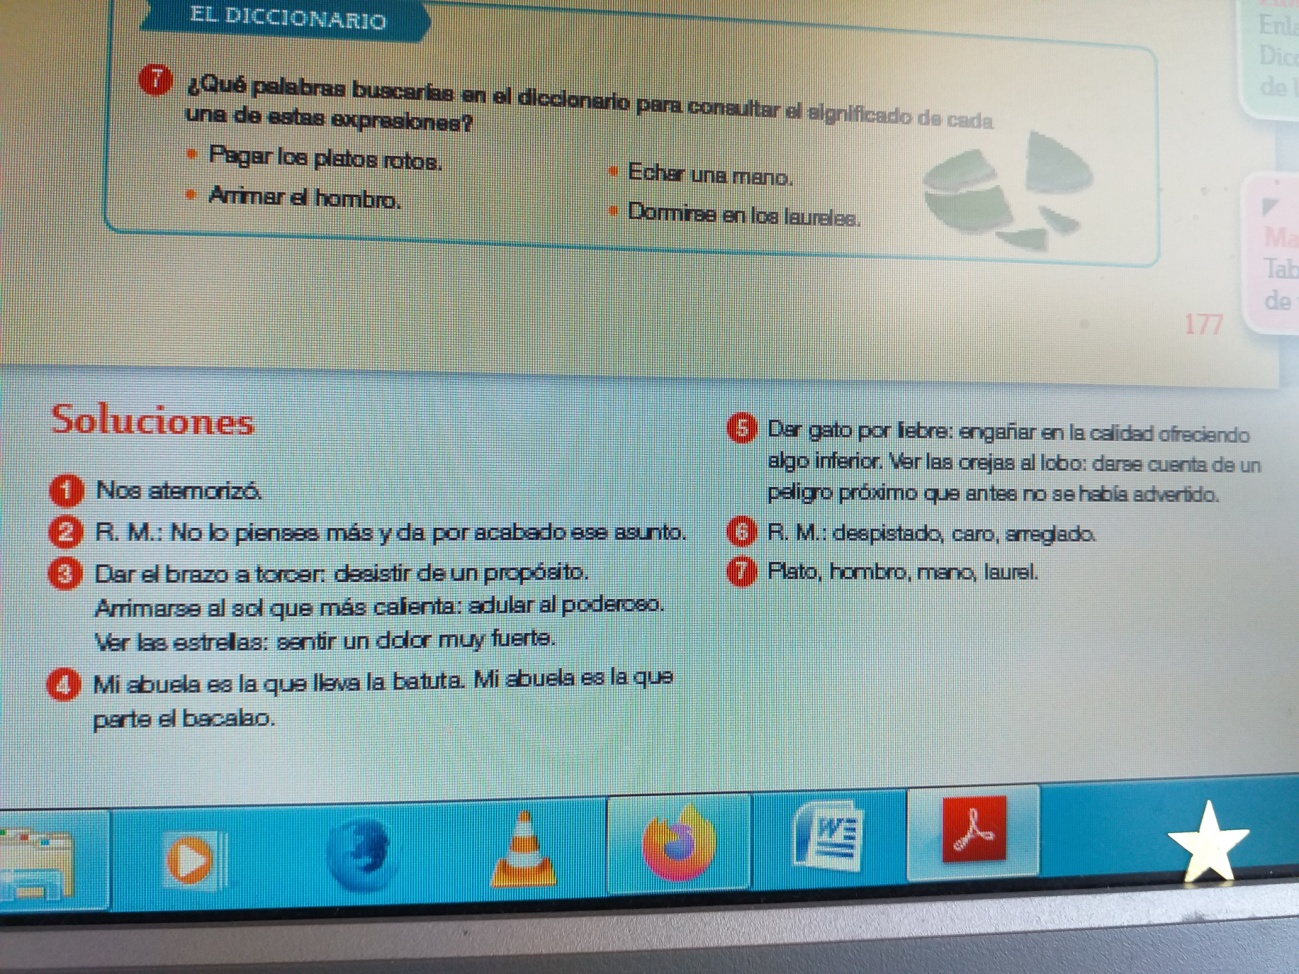 EL DICCIONARIO
7 ¿Qué palabras buscarías en el diccionario para consultar el significado de cada
una de estas expresiones?
• Pagar los platos rotos.
• Arrimar el hombro.
• Echar una mano.
• Dormirse en los laureles.
Enla
Dicc
de l
Ma
Tab
de
177
Soluciones
1 Nos atemorizó.
2 R. M.: No lo pienses más y da por acabado ese asunto.
3 Dar el brazo a torcer: desistir de un propósito.
Arrimarse al sol que más calienta: adular al poderoso.
Ver las estrellas: sentir un dolor muy fuerte.
4 Mi abuela es la que lleva la batuta. Mi abuela es la que
parte el bacalao.
5 Dar gato por liebre: engañar en la calidad ofreciendo
algo inferior. Ver las orejas al lobo: darse cuenta de un
peligro próximo que antes no se había advertido.
6 R. M.: despistado, caro, arreglado.
7 Plato, hombro, mano, laurel.
W